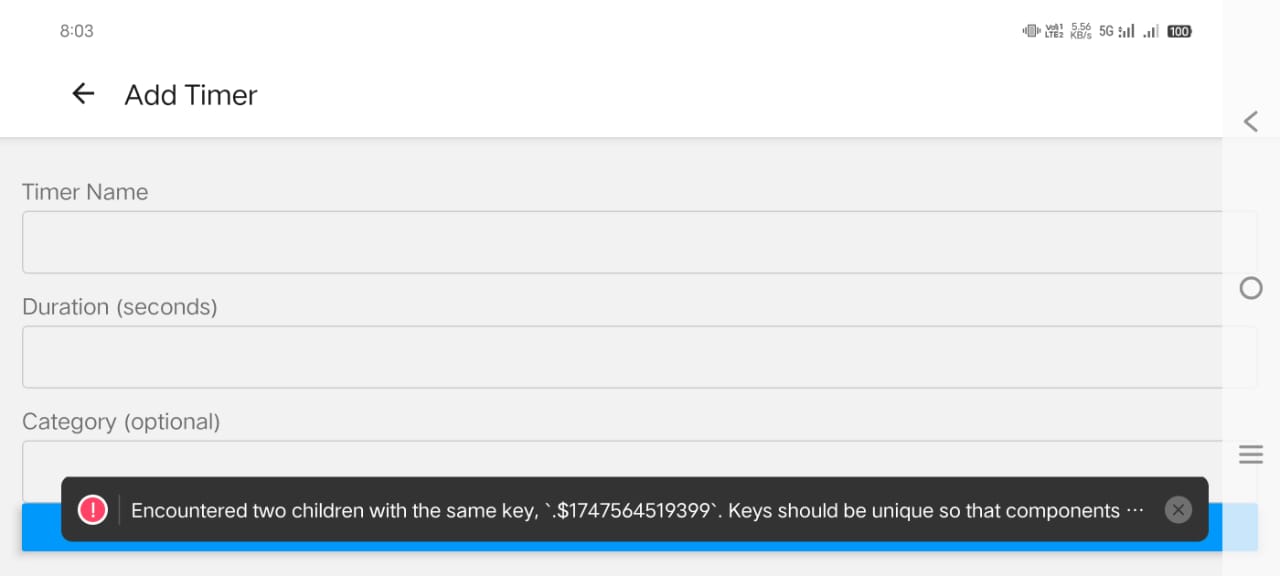 8:03
Vo1
LTE2
5.56
KB/s
5G
100
Add Timer
Timer Name
Duration (seconds)
Category (optional)
Encountered two children with the same key, `.$1747564519399`. Keys should be unique so that components ···